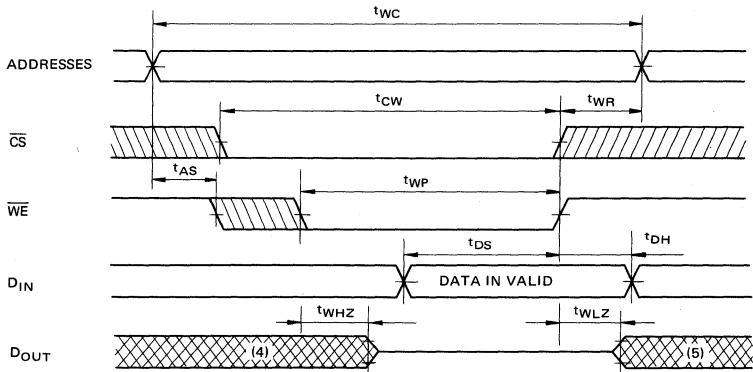 tWC
ADDRESSES
tCW
tWR
CS
tAS
tWP
WE
tDS
tDH
DIN
DATA IN VALID
tWHZ
tWLZ
DOUT
(4)
(5)